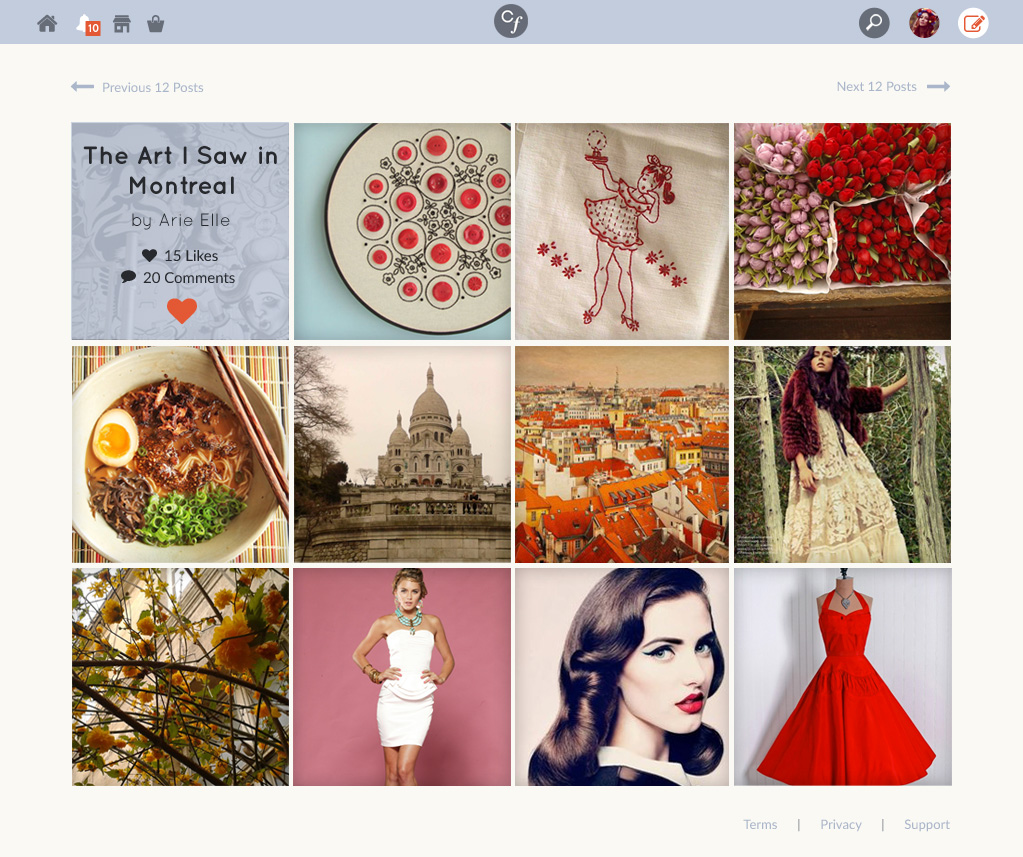 10
Cf
Previous 12 Posts
Next 12 Posts
The Art I Saw in
Montreal
by Arie Elle
15 Likes
20 Comments
Terms | Privacy | Support